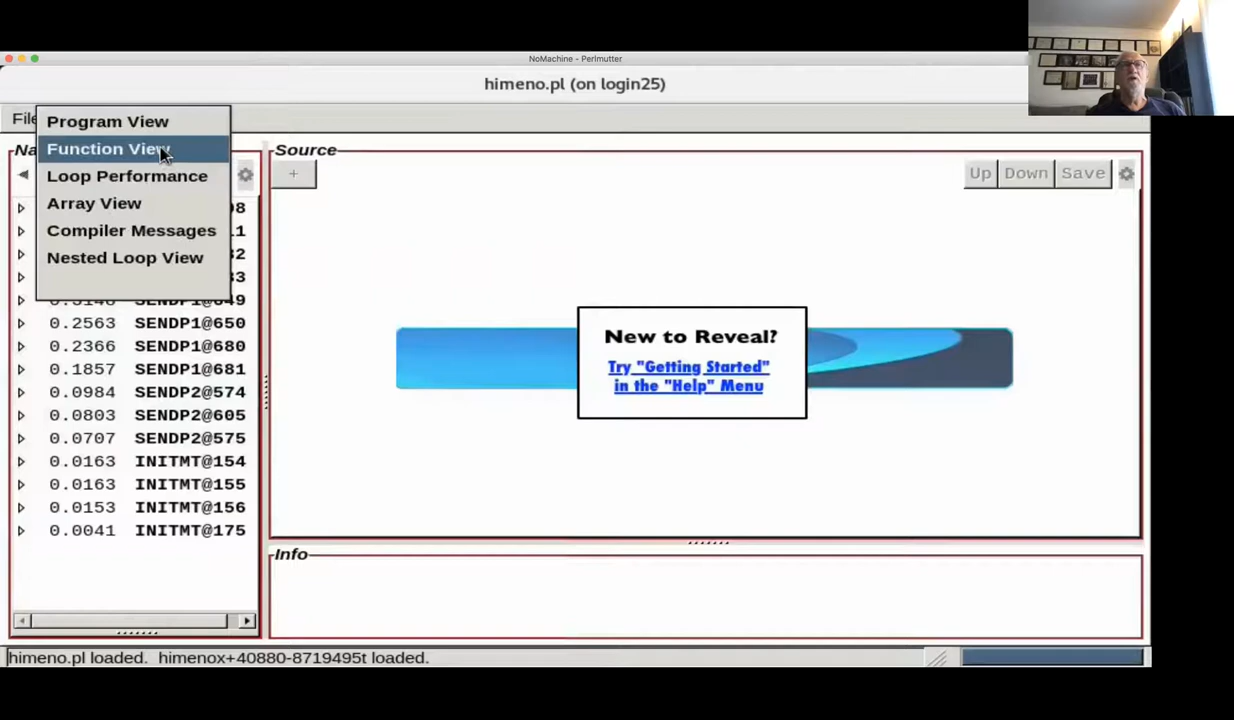 NoMachine - Perlmutter
himeno.pl (on login25)
File
Program View
Function View
Loop Performance
Array View
Compiler Messages
Nested Loop View
Source
+
Up
Down
Save
0.2563 SENDP1@650
0.2366 SENDP1@680
0.1857 SENDP1@681
0.0984 SENDP2@574
0.0803 SENDP2@605
0.0707 SENDP2@575
0.0163 INITMT@154
0.0163 INITMT@155
0.0153 INITMT@156
0.0041 INITMT@175
New to Reveal?
Try "Getting Started"
in the "Help" Menu
Info
himeno.pl loaded. himenox+40880-8719495t loaded.